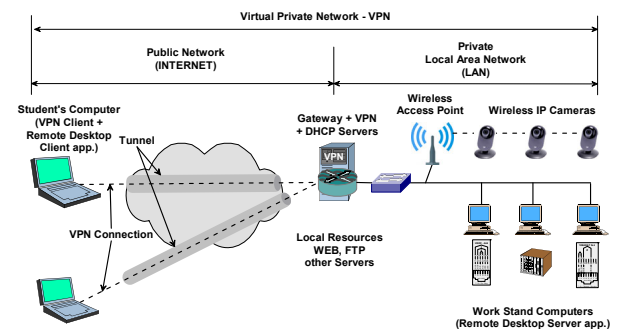 Virtual Private Network - VPN
Public Network
(INTERNET)
Private
Local Area Network
(LAN)
Student's Computer
(VPN Client +
Remote Desktop
Client app.)
Tunnel
Gateway + VPN
+ DHCP Servers
Wireless
Access Point
Wireless IP Cameras
VPN
VPN Connection
Local Resources
WEB, FTP
other Servers
Work Stand Computers
(Remote Desktop Server app.)